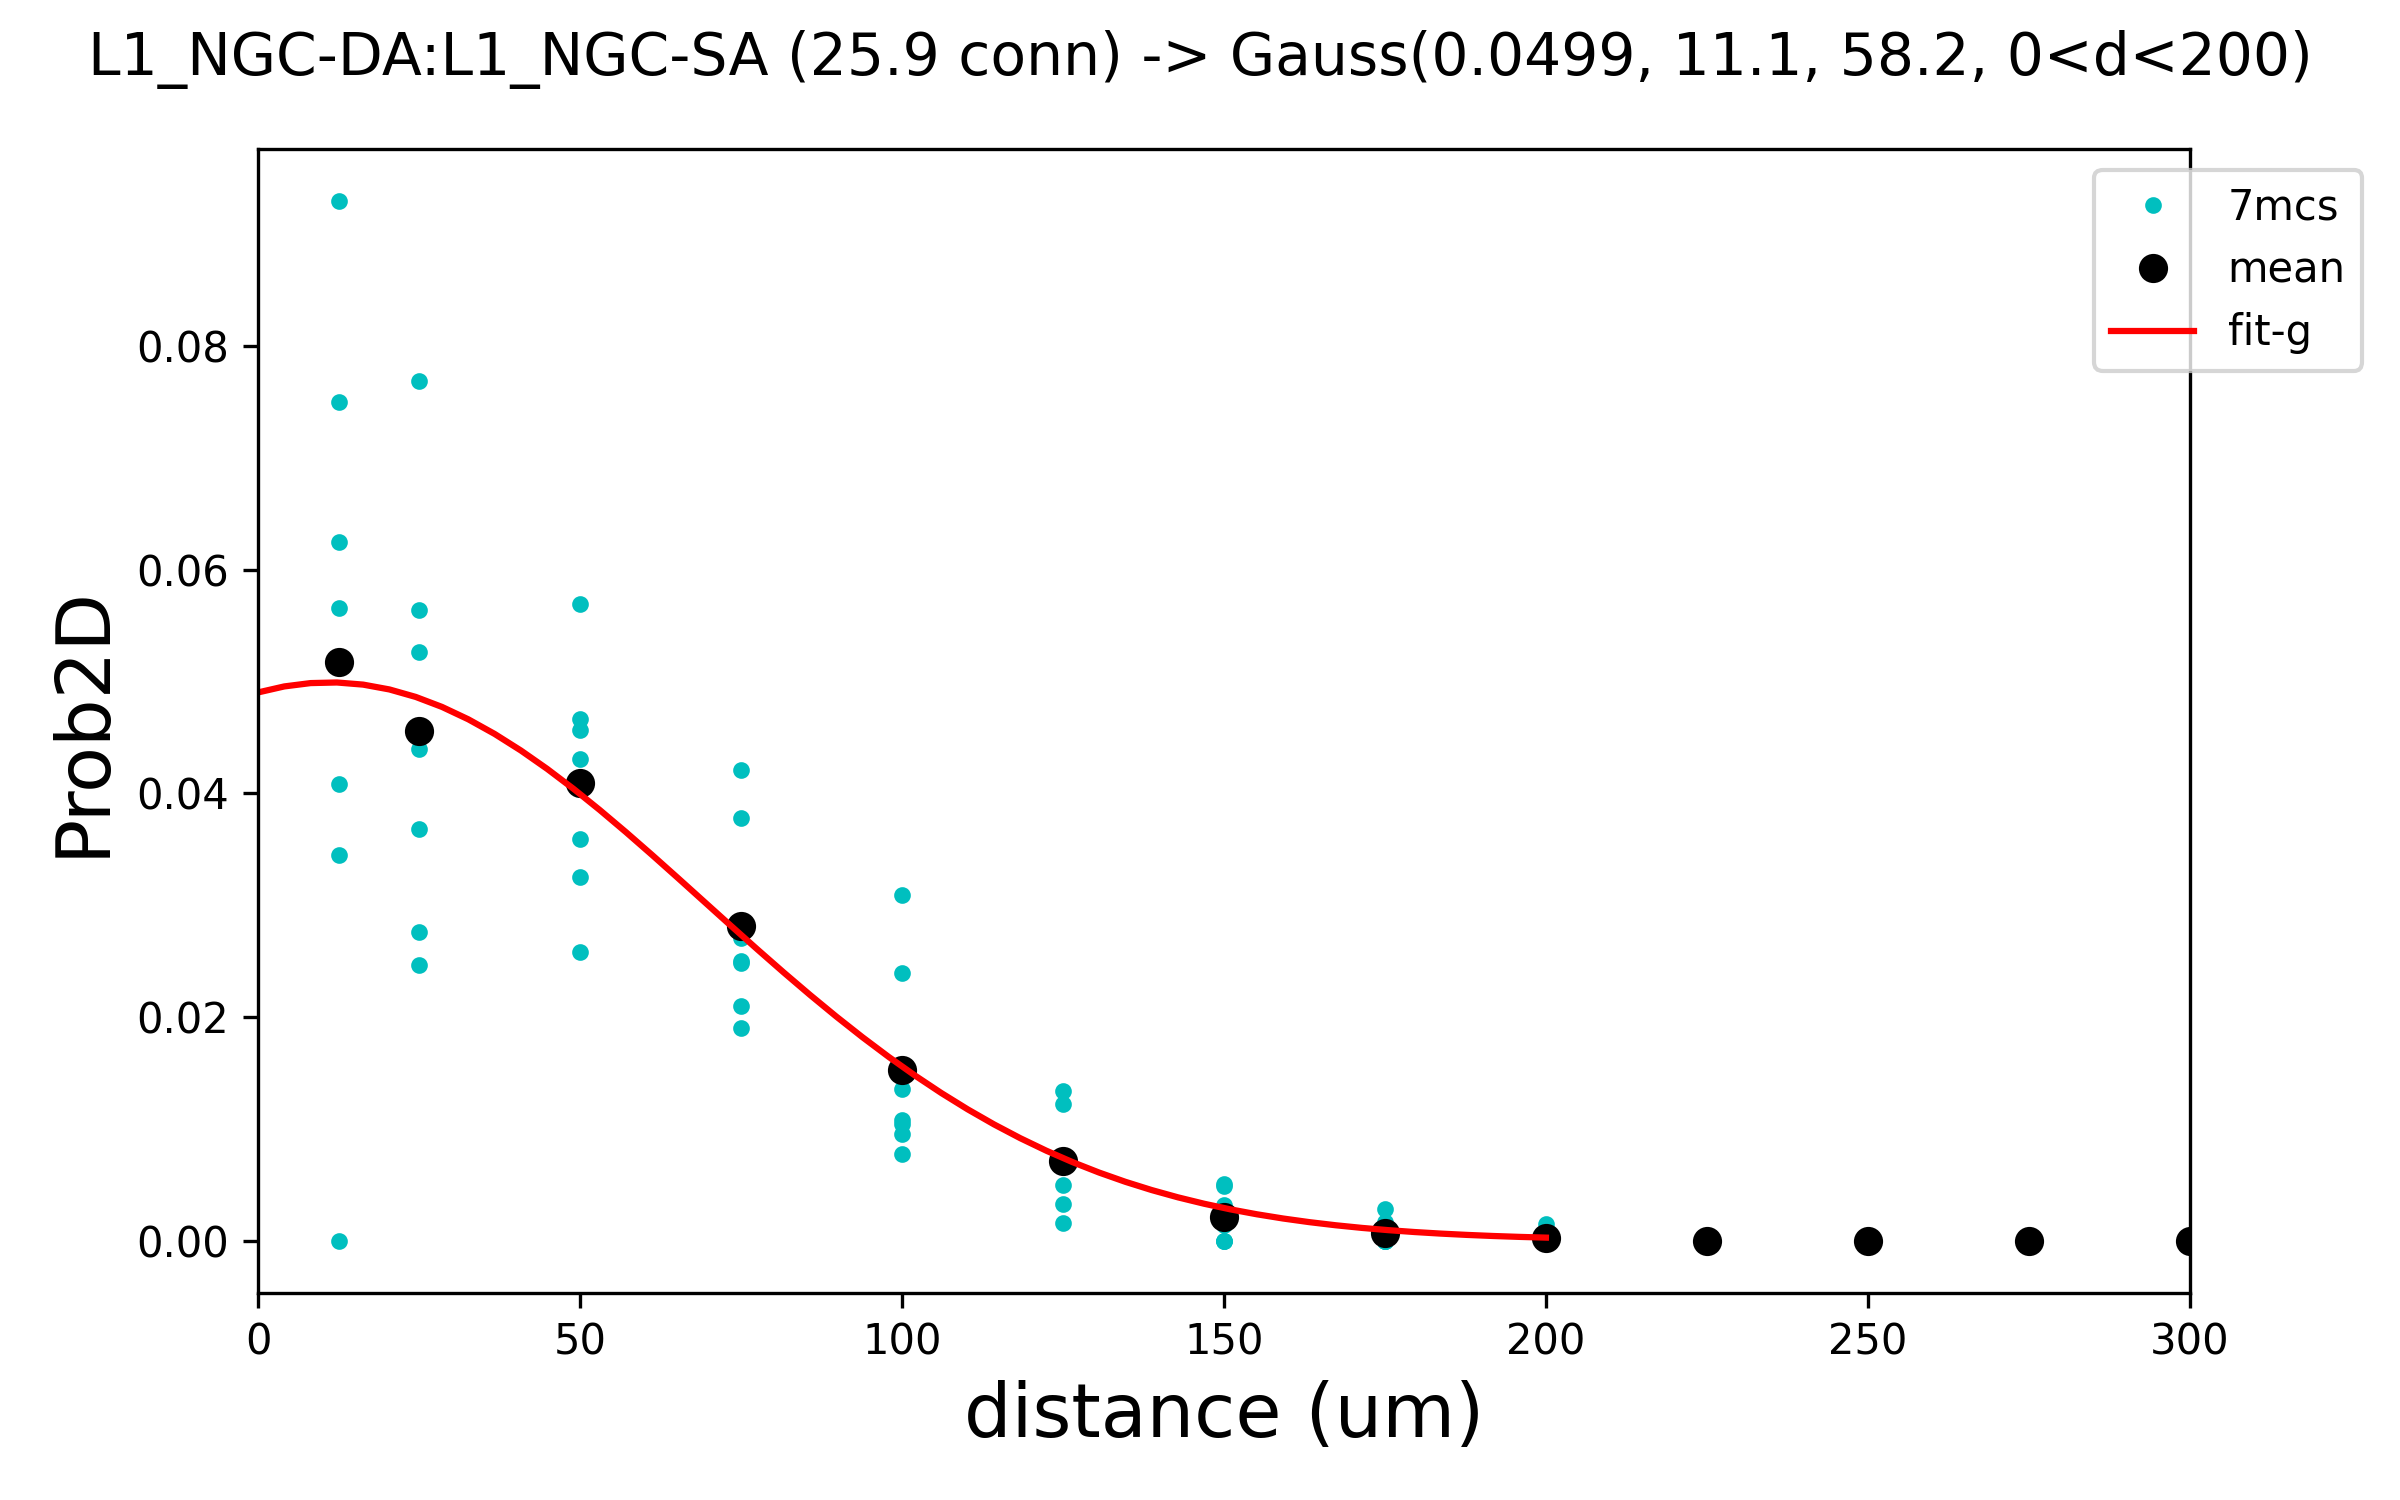 L1_NGC-DA:L1_NGC-SA (25.9 conn) -> Gauss(0.0499, 11.1, 58.2, 0<d<200)
7mcs
mean
fit-g
Prob2D
0.08
0.06
0.04
0.02
0.00
0 50 100 150 200 250 300
distance (um)